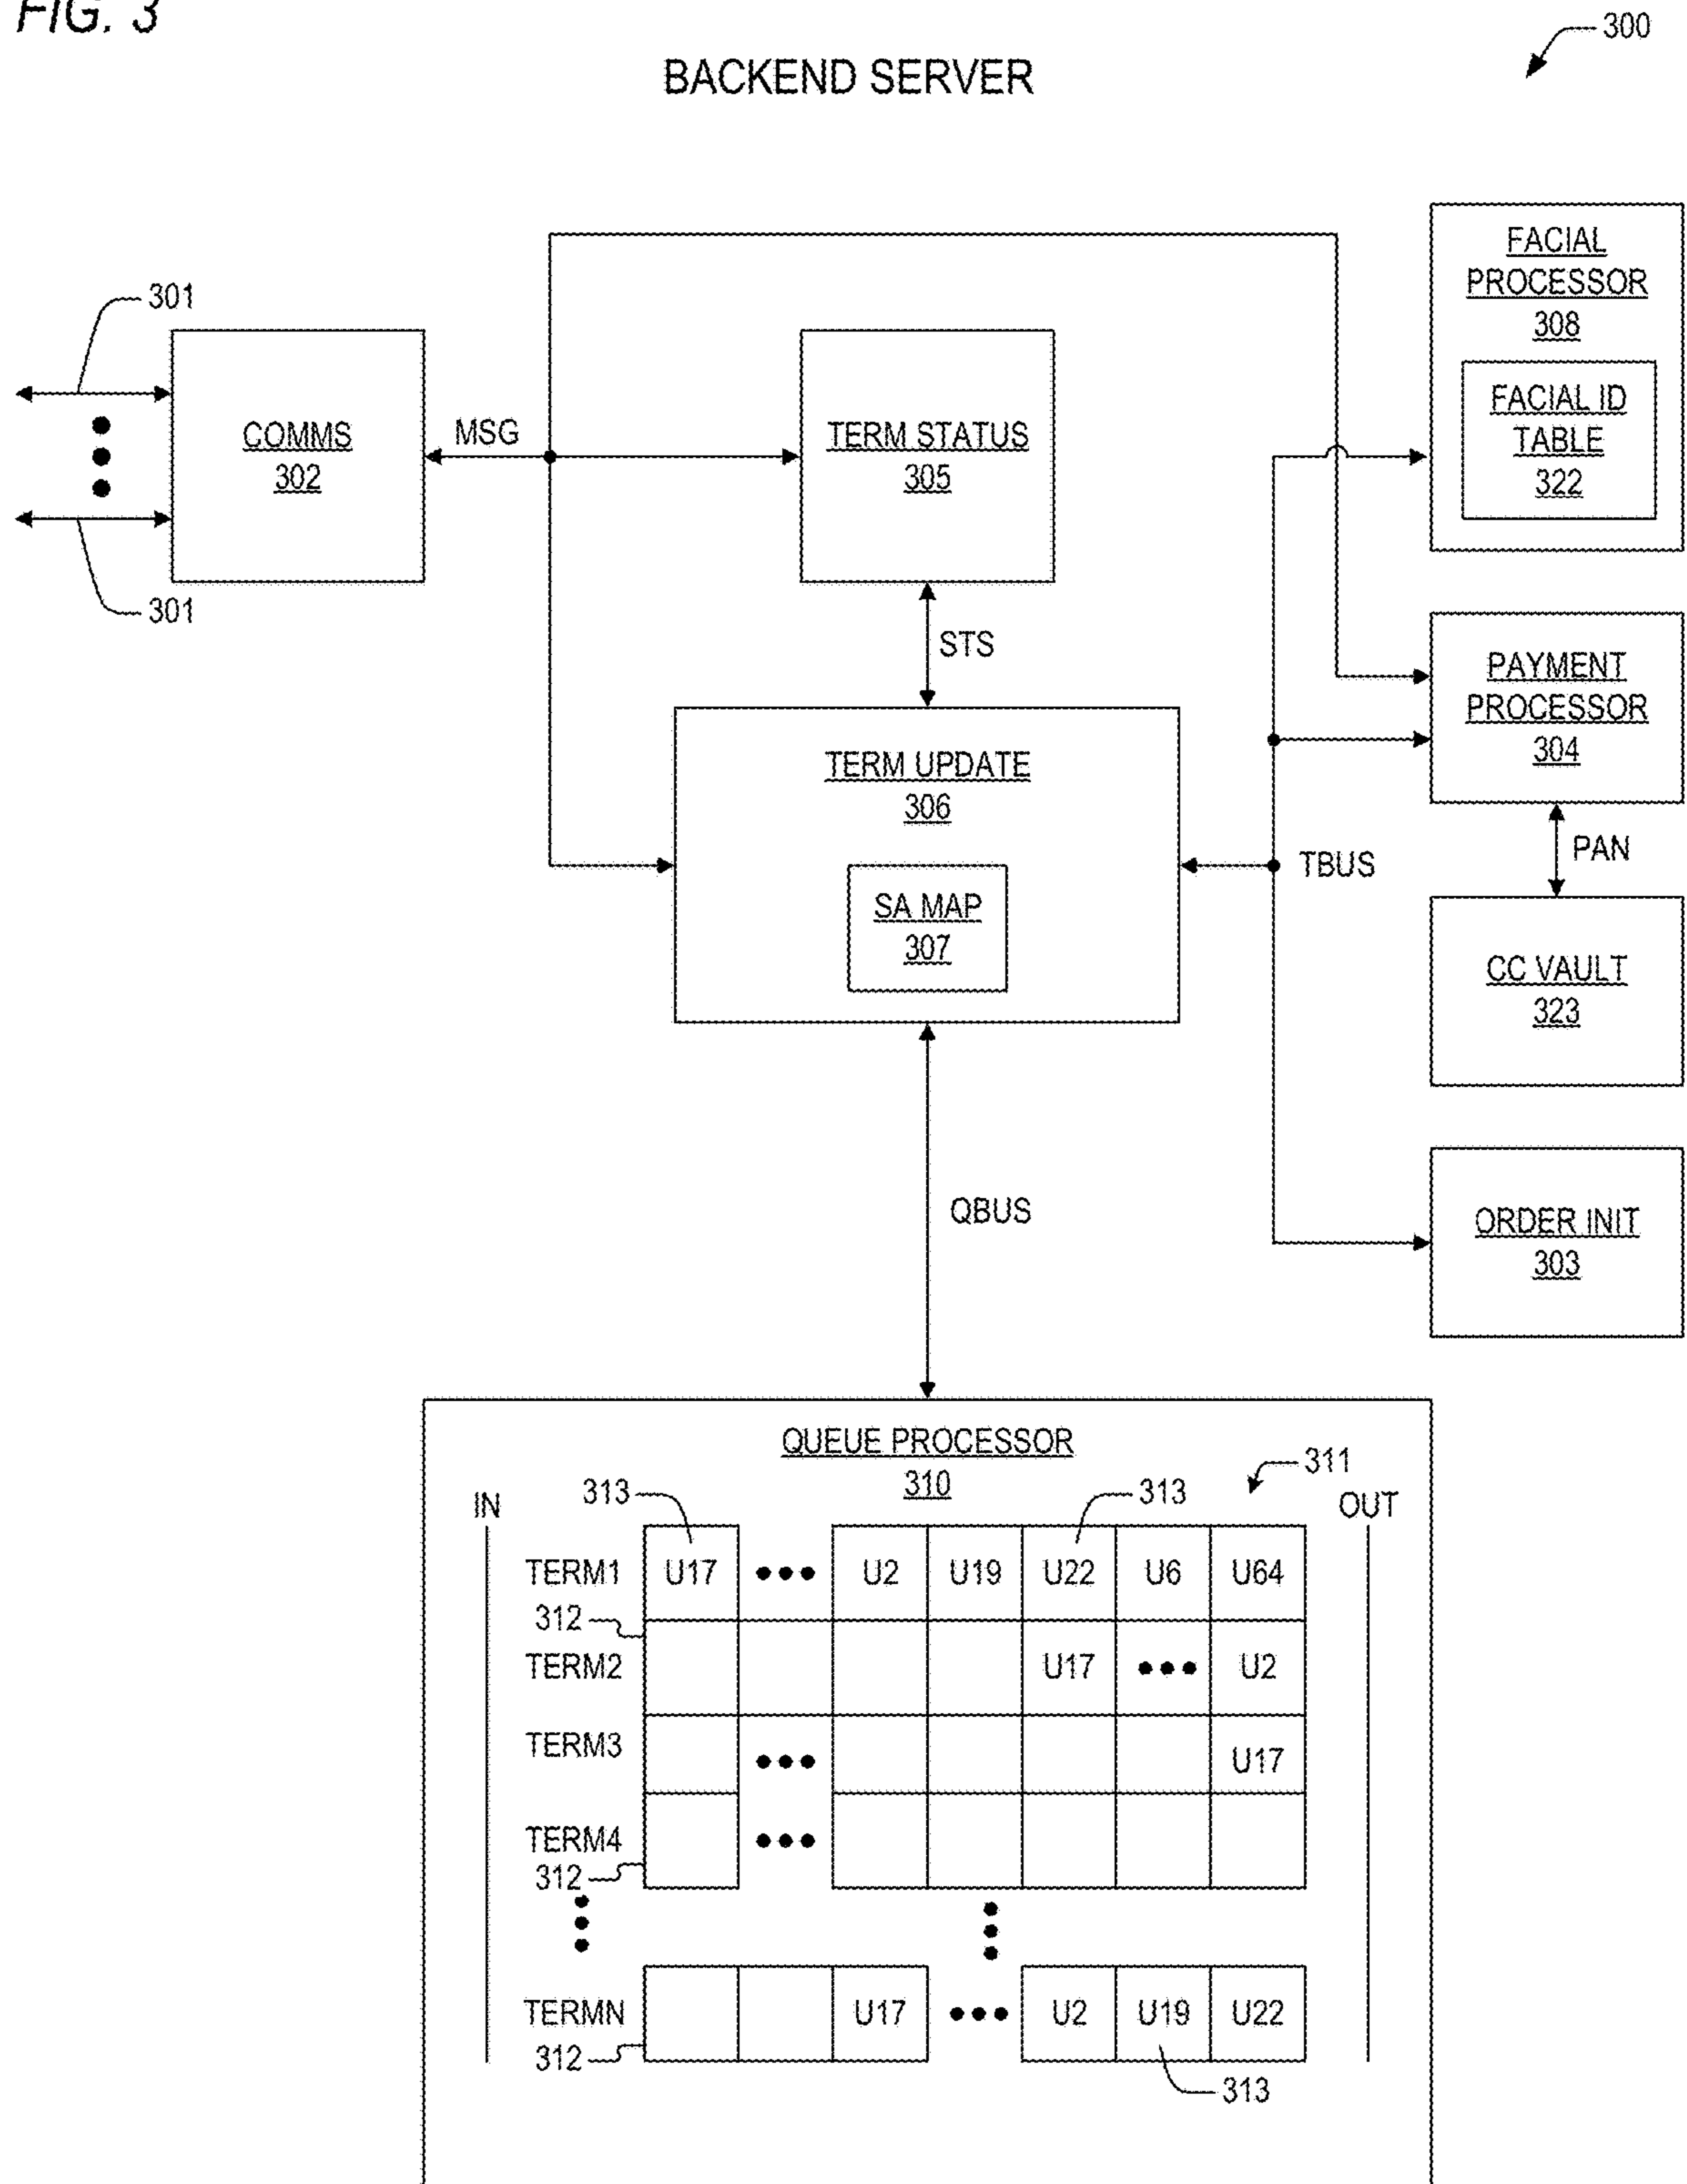 FIG. 3
300
BACKEND SERVER
301
301
COMMS
302
MSG
TERM STATUS
305
FACIAL
PROCESSOR
308
FACIAL ID
TABLE
322
STS
PAYMENT
PROCESSOR
304
TERM UPDATE
306
SA MAP
307
TBUS
PAN
CC VAULT
323
QBUS
ORDER INIT
303
QUEUE PROCESSOR
310
311
IN
313
313
OUT
TERM1 U17 U2 U19 U22 U6 U64
312
TERM2 U17 U2
TERM3 U17
TERM4
312
TERMN U17 U2 U19 U22
312
313